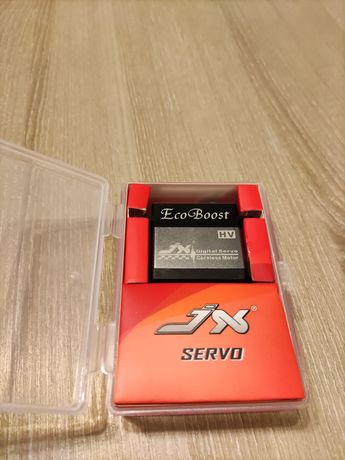 EcoBoost
HV
JX
Digital Servo
Coreless Motor
JX®
SERVO